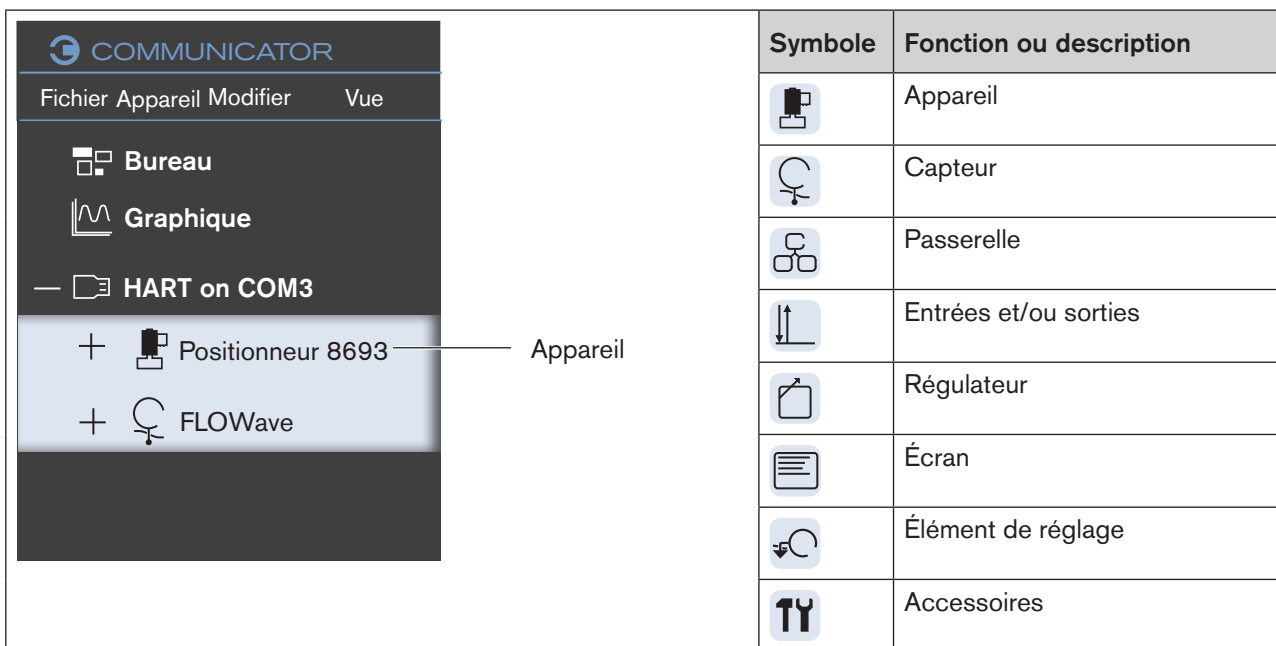 COMMUNICATOR
Fichier Appareil Modifier Vue
Bureau
Graphique
HART on COM3
Positionneur 8693
Appareil
FLOWave
Symbole Fonction ou description
Appareil
Capteur
Passerelle
Entrées et/ou sorties
Régulateur
Écran
Élément de réglage
Accessoires